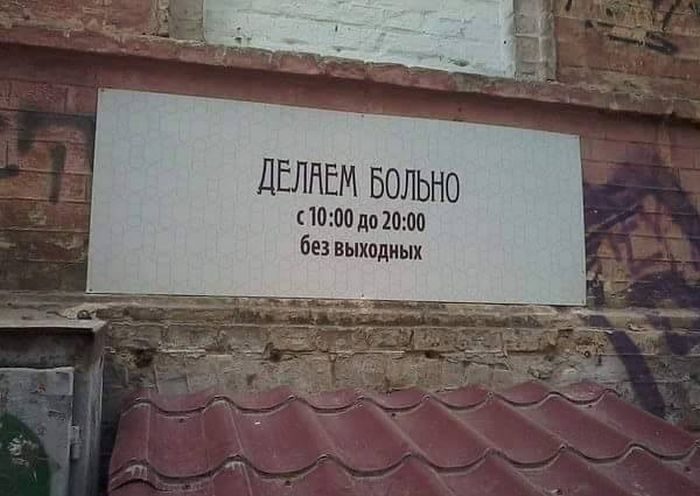 ДЕЛАЕМ БОЛЬНО
с 10:00 до 20:00
без выходных